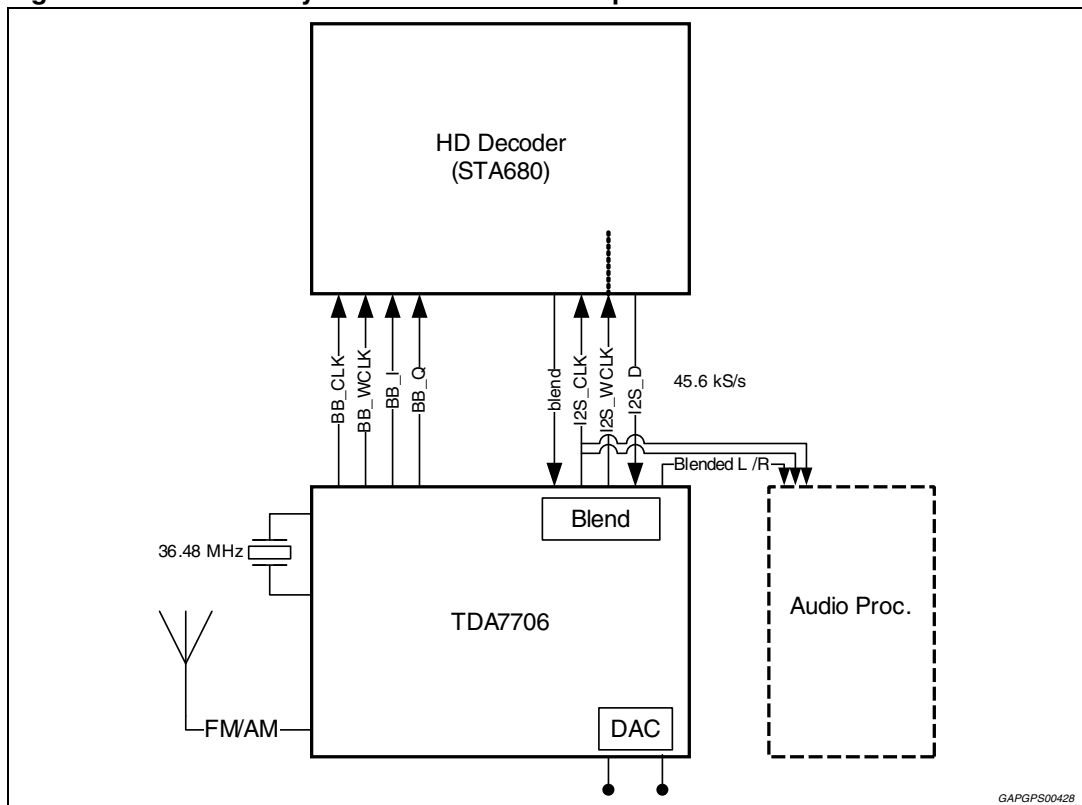 HD Decoder
(STA680)
BB_CLK
BB_WCLK
BB_I
BB_Q
blend
I2S_CLK
I2S_WCLK
I2S_D
45.6 kS/s
Blended L /R
Blend
36.48 MHz
TDA7706
Audio Proc.
FM/AM
DAC
GAPGPS00428